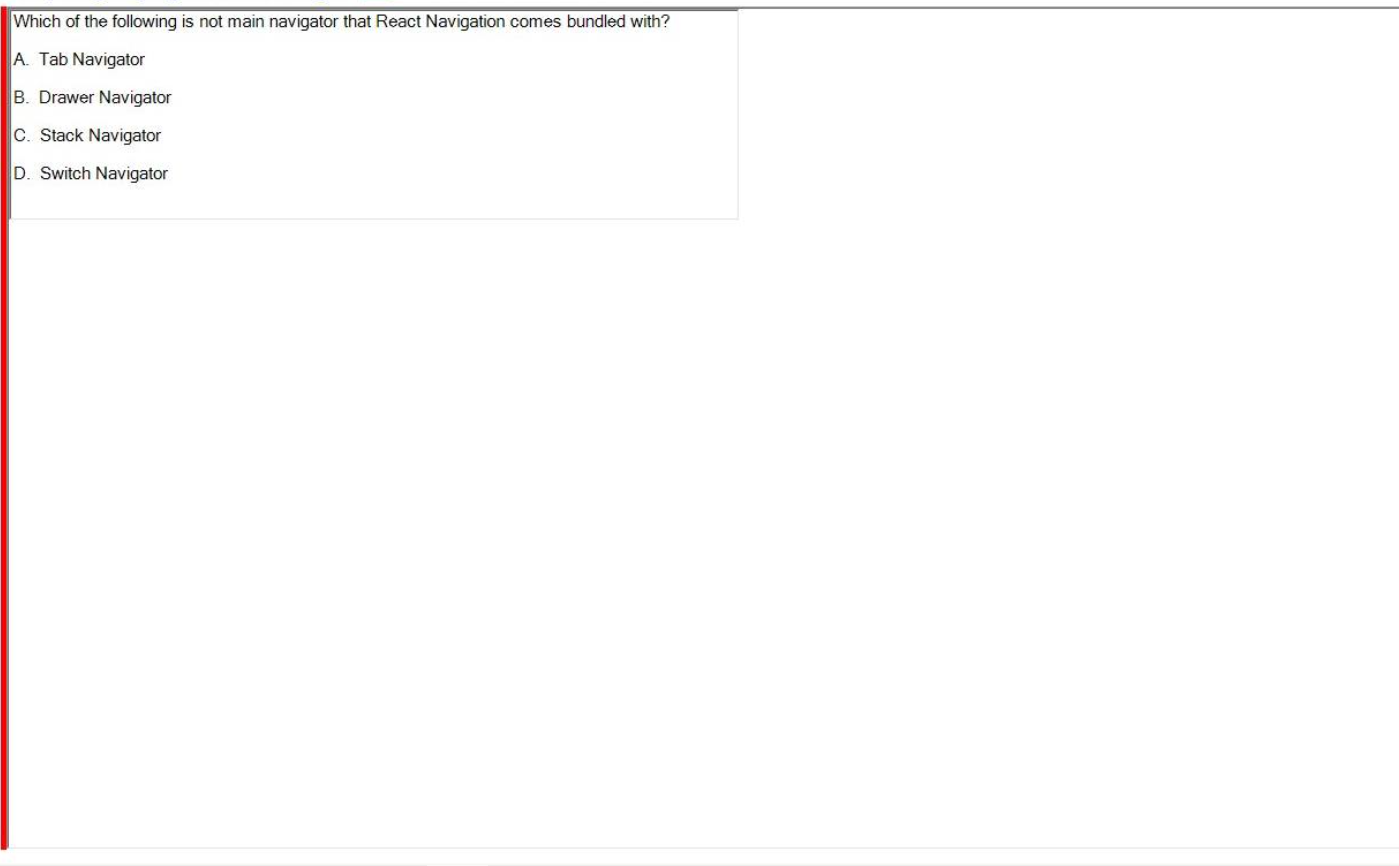 Which of the following is not main navigator that React Navigation comes bundled with?
A. Tab Navigator
B. Drawer Navigator
C. Stack Navigator
D. Switch Navigator